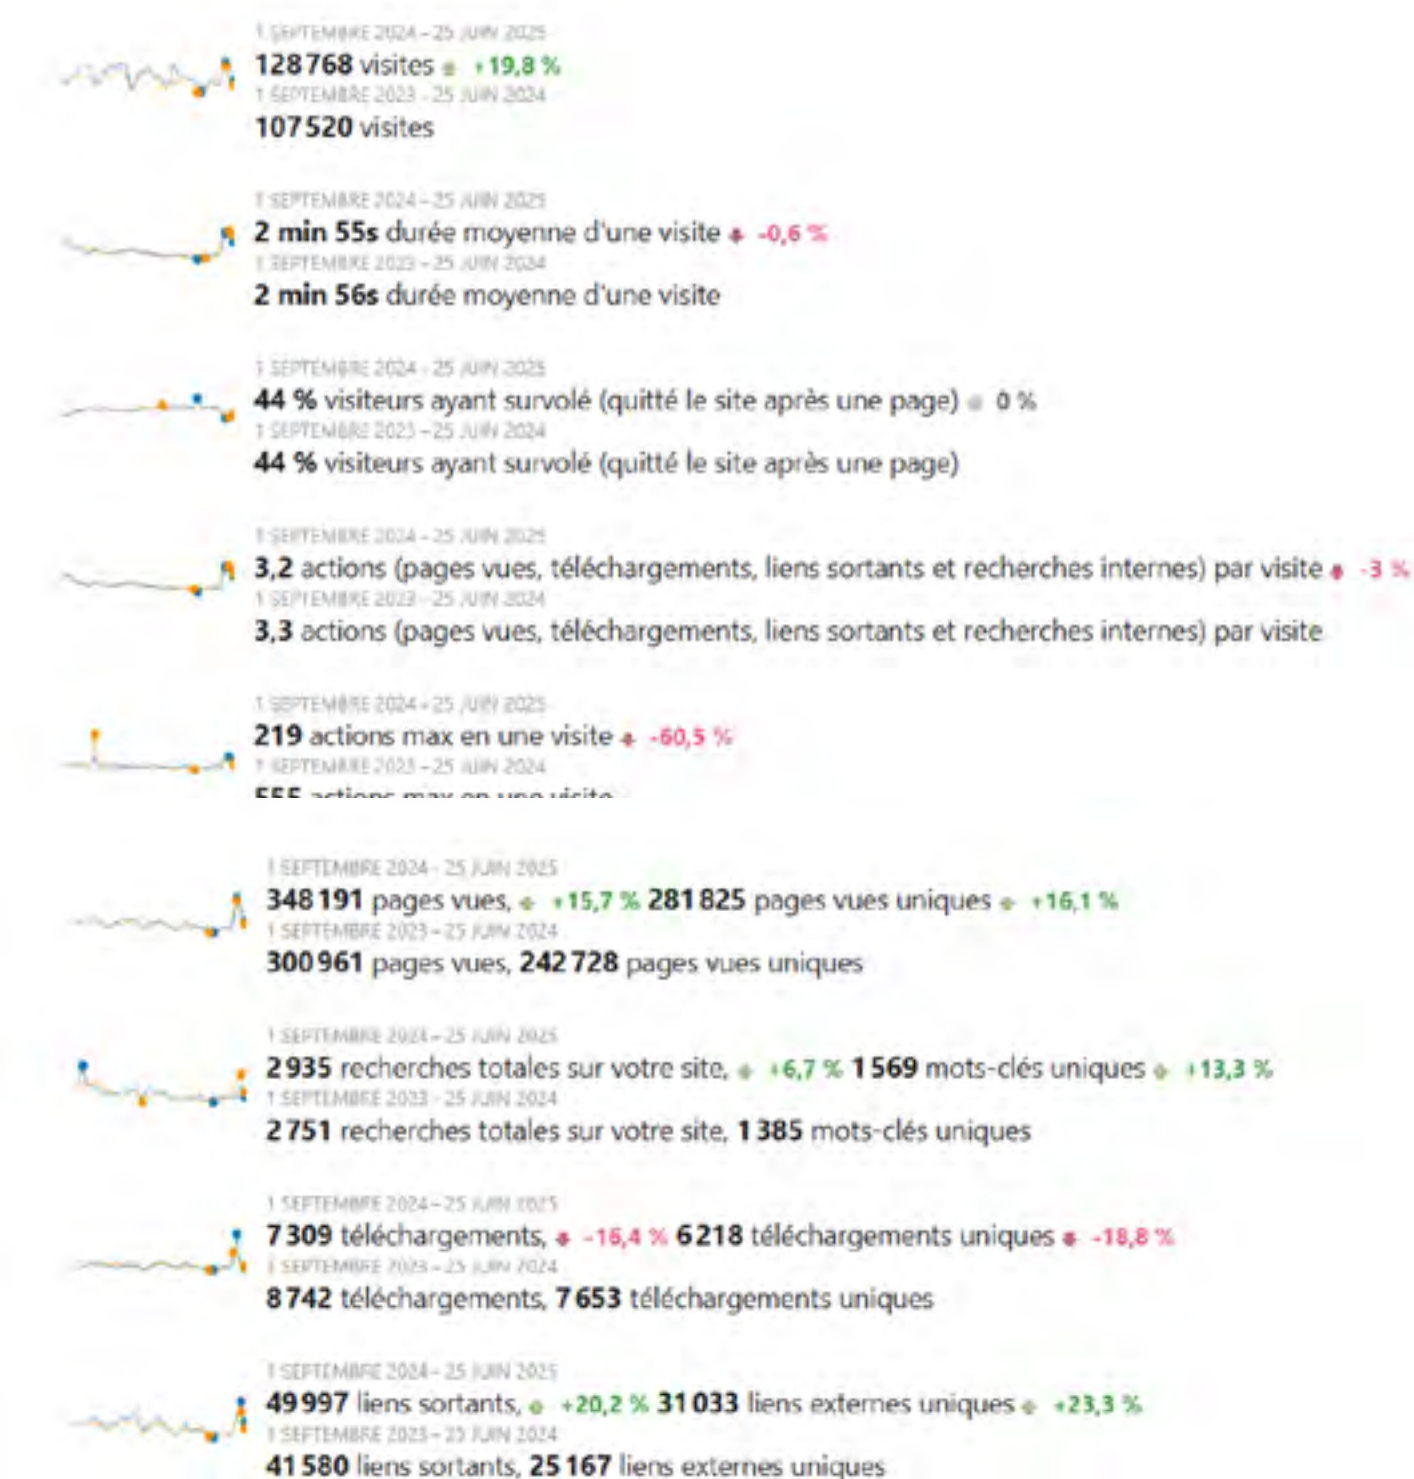 1 SEPTEMBRE 2024 - 25 JUIN 2025
128 768 visites +19,8 %
1 SEPTEMBRE 2023 - 25 JUIN 2024
107 520 visites
1 SEPTEMBRE 2024 - 25 JUIN 2025
2 min 55s durée moyenne d'une visite -0,6 %
1 SEPTEMBRE 2023 - 25 JUIN 2024
2 min 56s durée moyenne d'une visite
1 SEPTEMBRE 2024 - 25 JUIN 2025
44 % visiteurs ayant survolé (quitté le site après une page) 0 %
1 SEPTEMBRE 2023 - 25 JUIN 2024
44 % visiteurs ayant survolé (quitté le site après une page)
1 SEPTEMBRE 2024 - 25 JUIN 2025
3,2 actions (pages vues, téléchargements, liens sortants et recherches internes) par visite -3 %
1 SEPTEMBRE 2023 - 25 JUIN 2024
3,3 actions (pages vues, téléchargements, liens sortants et recherches internes) par visite
1 SEPTEMBRE 2024 - 25 JUIN 2025
219 actions max en une visite -60,5 %
1 SEPTEMBRE 2023 - 25 JUIN 2024
555 actions max en une visite
1 SEPTEMBRE 2024 - 25 JUIN 2025
348 191 pages vues, +15,7 % 281 825 pages vues uniques +16,1 %
1 SEPTEMBRE 2023 - 25 JUIN 2024
300 961 pages vues, 242 728 pages vues uniques
1 SEPTEMBRE 2024 - 25 JUIN 2025
2 935 recherches totales sur votre site, +6,7 % 1 569 mots-clés uniques +13,3 %
1 SEPTEMBRE 2023 - 25 JUIN 2024
2 751 recherches totales sur votre site, 1 385 mots-clés uniques
1 SEPTEMBRE 2024 - 25 JUIN 2025
7 309 téléchargements, -16,4 % 6 218 téléchargements uniques -18,8 %
1 SEPTEMBRE 2023 - 25 JUIN 2024
8 742 téléchargements, 7 653 téléchargements uniques
1 SEPTEMBRE 2024 - 25 JUIN 2025
49 997 liens sortants, +20,2 % 31 033 liens externes uniques +23,3 %
1 SEPTEMBRE 2023 - 25 JUIN 2024
41 580 liens sortants, 25 167 liens externes uniques